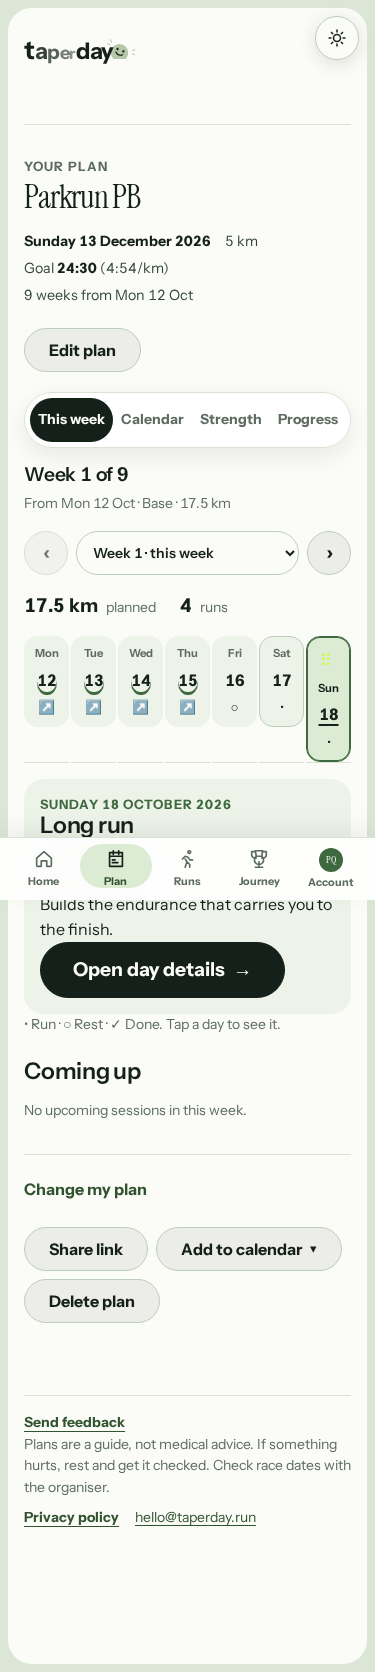 taperday
YOUR PLAN
Parkrun PB
Sunday 13 December 2026 5 km
Goal 24:30 (4:54/km)
9 weeks from Mon 12 Oct
Edit plan
This week Calendar Strength Progress
Week 1 of 9
From Mon 12 Oct · Base · 17.5 km
‹ Week 1 · this week ›
17.5 km planned 4 runs
Mon Tue Wed Thu Fri Sat Sun
12 13 14 15 16 17 18
↗ ↗ ↗ ↗ ○ · ·
SUNDAY 18 OCTOBER 2026
Long run
Home Plan Runs Journey PQ Account
Builds the endurance that carries you to
the finish.
Open day details →
• Run · ○ Rest · ✓ Done. Tap a day to see it.
Coming up
No upcoming sessions in this week.
Change my plan
Share link Add to calendar ▾
Delete plan
Send feedback
Plans are a guide, not medical advice. If something
hurts, rest and get it checked. Check race dates with
the organiser.
Privacy policy hello@taperday.run